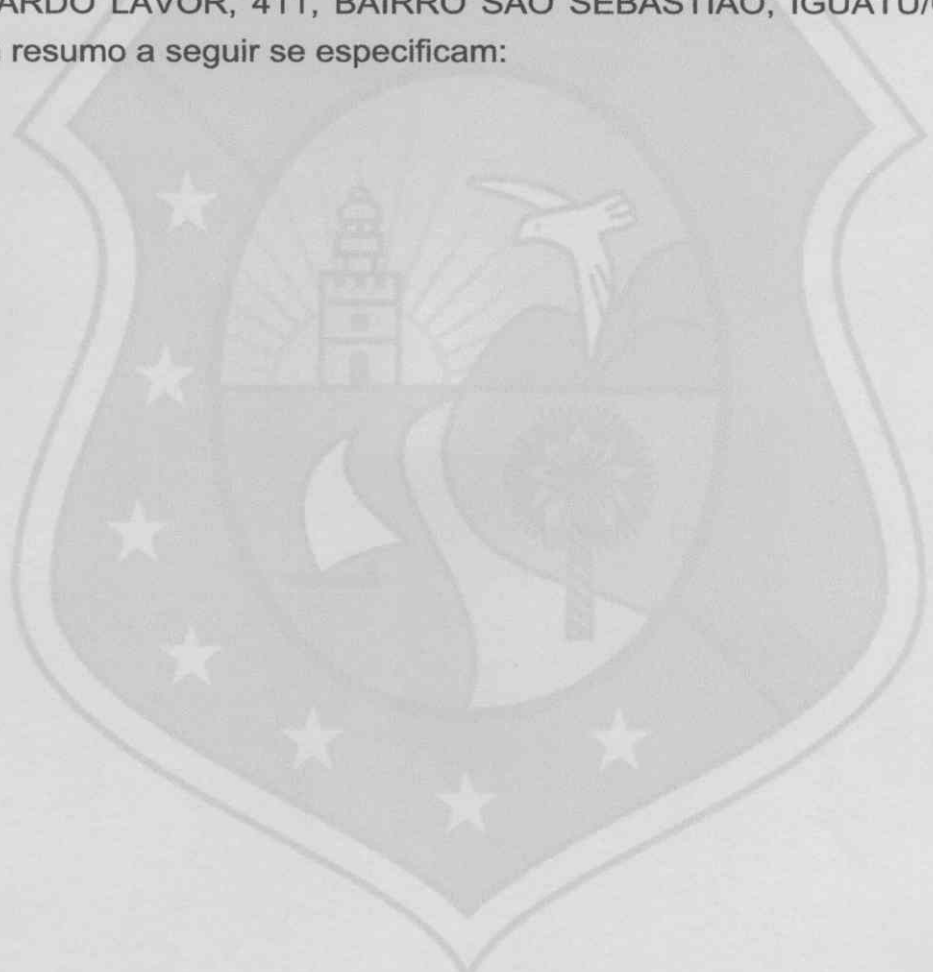 ARDO LAVOR, 411, BAIRRO SÃO SEBASTIÃO, IGUATU/
resumo a seguir se especificam: